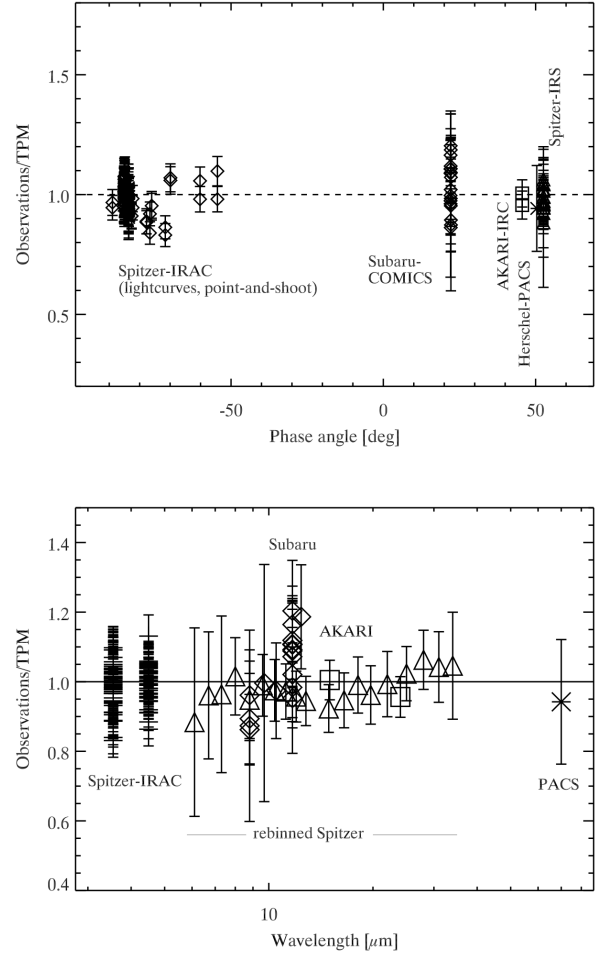 1.5
1.0
0.5
Observations/TPM
Spitzer-IRAC
(lightcurves, point-and-shoot)
Subaru-
COMICS
AKARI-IRC
Herschel-PACS
Spitzer-IRS
-50
0
50
Phase angle [deg]
1.4
1.2
1.0
0.8
0.6
0.4
Observations/TPM
Subaru
AKARI
Spitzer-IRAC
PACS
rebinned Spitzer
10
Wavelength [μm]